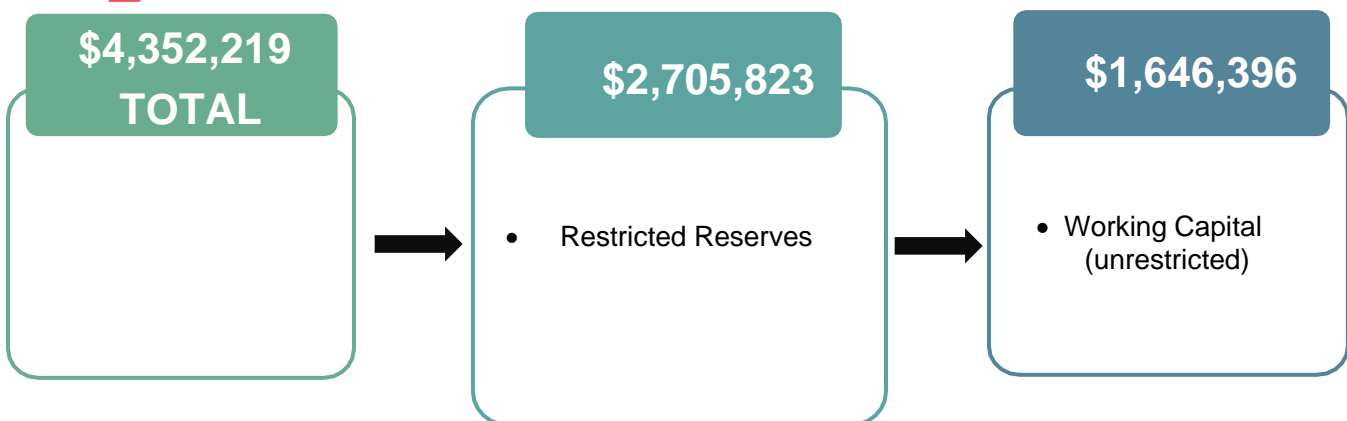 $4,352,219
TOTAL
$2,705,823
• Restricted Reserves
$1,646,396
• Working Capital
(unrestricted)